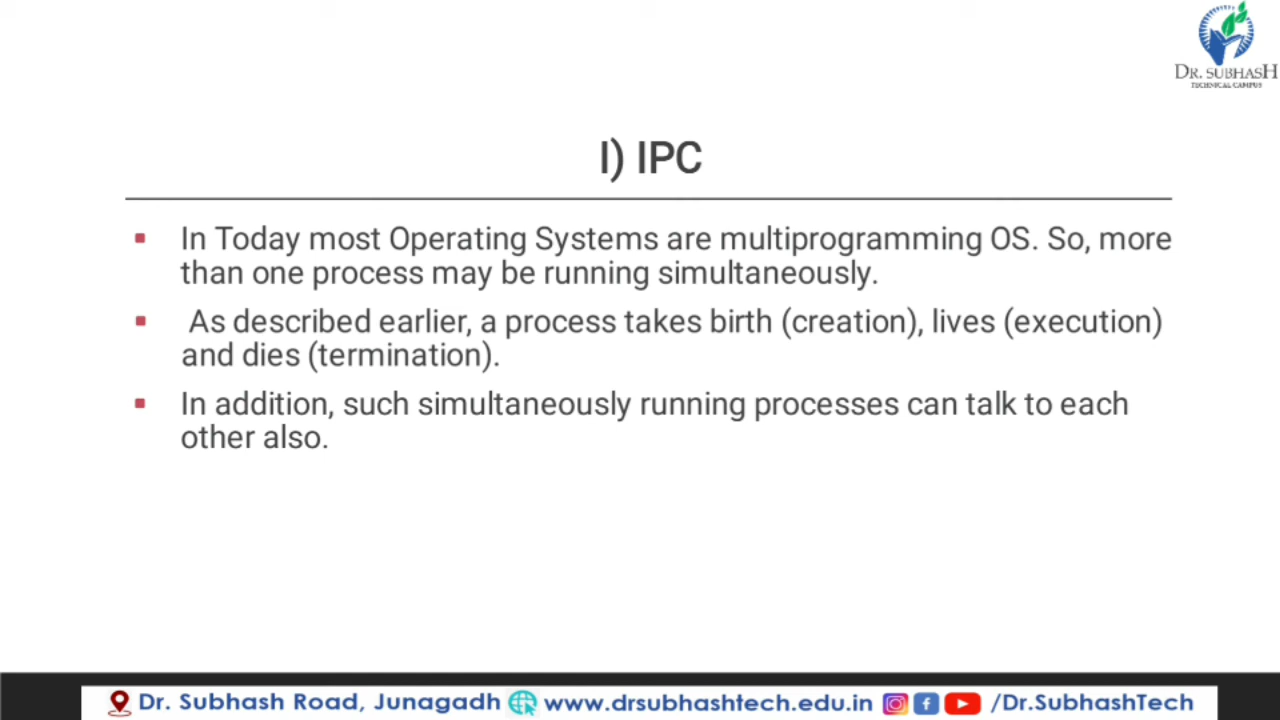 DR. SUBHASH
TECHNICAL CAMPUS
I) IPC
In Today most Operating Systems are multiprogramming OS. So, more
than one process may be running simultaneously.
As described earlier, a process takes birth (creation), lives (execution)
and dies (termination).
In addition, such simultaneously running processes can talk to each
other also.
Dr. Subhash Road, Junagadh www.drsubhashtech.edu.in /Dr.SubhashTech